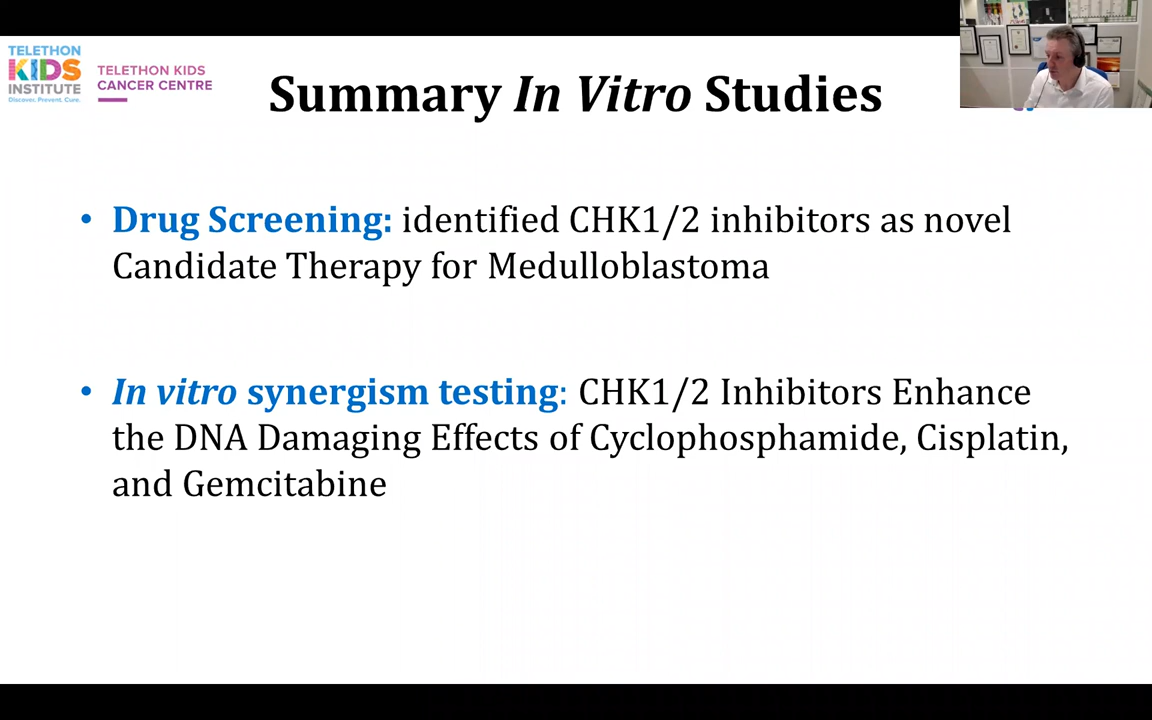 TELETHON
KIDS
INSTITUTE
Discover. Prevent. Cure.
TELETHON KIDS
CANCER CENTRE
Summary In Vitro Studies
• Drug Screening: identified CHK1/2 inhibitors as novel
Candidate Therapy for Medulloblastoma
• In vitro synergism testing: CHK1/2 Inhibitors Enhance
the DNA Damaging Effects of Cyclophosphamide, Cisplatin,
and Gemcitabine